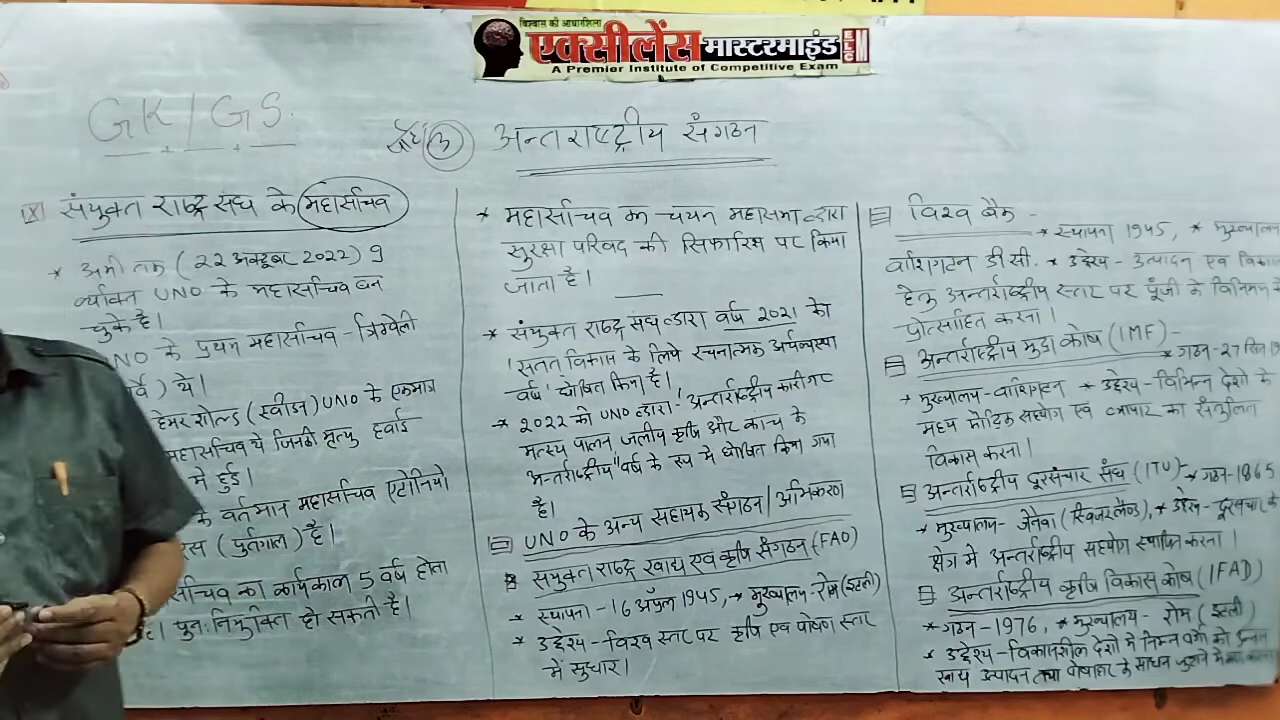 विश्वास की आधारशिला
एक्सीलेंस मास्टरमाइंड
ELC
M
A Premier Institute of Competitive Exam
GK/GS.
अन्तराष्ट्रीय संगठन
3
संयुक्त राष्ट्र संघ के महासचिव
* अभी तक (22 अक्टूबर 2022) 9
व्यक्ति UNO के महासचिव बन
चुके है।
UNO के प्रथम महासचिव - त्रिग्वेली
र्वे) थे।
हेमर शोल्ड (स्वीडन) UNO के एकमात्र
महासचिव थे जिनकी मृत्यु हवाई
मे हुई।
के वर्तमान महासचिव एंटोनियो
रस (पुर्तगाल) है।
सचिव का कार्यकाल 5 वर्ष होता
है। पुन: नियुक्ति हो सकती है।
* महासचिव का चयन महासभा द्वारा
सुरक्षा परिषद की सिफारिश पर किया
जाता है।
* संयुक्त राष्ट्र संघ द्वारा वर्ष 2021 को
'सतत विकास के लिये रचनात्मक अर्थव्यवस्था
वर्ष' घोषित किया है।
* 2022 को UNO द्वारा - 'अन्तर्राष्ट्रीय कारीगर
मत्स्य पालन, जलीय कृषि और कांच के
अन्तर्राष्ट्रीय" वर्ष के रूप मे घोषित किया गया
है।
UNO के अन्य सहायक संगठन/अभिकरण
संयुक्त राष्ट्र खाद्य एवं कृषि संगठन (FAO)
* स्थापना - 16 अप्रैल 1945, → मुख्यालय - रोम (इटली)
* उद्देश्य - विश्व स्तर पर कृषि एवं पोषण स्तर
में सुधार।
विश्व बैंक -
* स्थापना 1945, * मुख्यालय
वाशिंगटन डी.सी. * उद्देश्य - उत्पादन एवं विकास
हेतु अन्तर्राष्ट्रीय स्तर पर पूंजी के विनिमय को
प्रोत्साहित करना।
अन्तर्राष्ट्रीय मुद्रा कोष (IMF) -
* गठन - 27
* मुख्यालय - वाशिंगटन * उद्देश्य - विभिन्न देशो के
मध्य मौद्रिक सहयोग एवं व्यापार का संतुलित
विकास करना।
अन्तर्राष्ट्रीय दूरसंचार संघ (ITU) - * गठन - 1865
* मुख्यालय - जेनेवा (स्विजरलैण्ड), * उद्देश्य - दूरसंचार के
क्षेत्र मे अन्तर्राष्ट्रीय सहयोग स्थापित करना।
अन्तर्राष्ट्रीय कृषि विकास कोष (IFAD)
* गठन - 1976, * मुख्यालय - रोम (इटली)
* उद्देश्य - विकासशील देशो मे निम्न वर्ग को
खाद्य उत्पादन तथा पोषाहार के साधन जुटाने मे